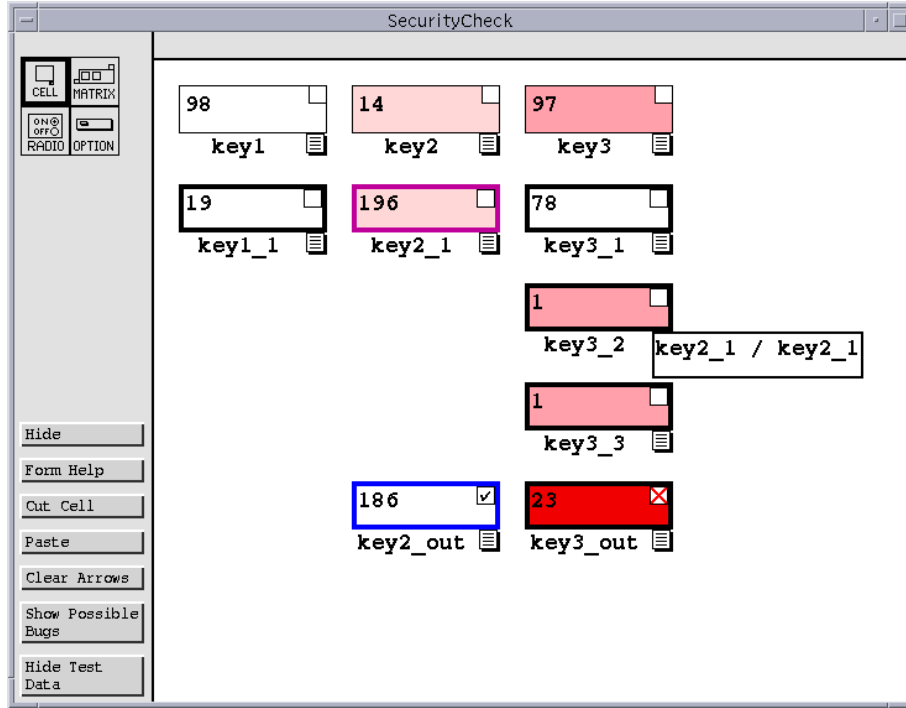 SecurityCheck
CELL MATRIX
ON
OFF
RADIO OPTION
98 14 97
key1 key2 key3
19 196 78
key1_1 key2_1 key3_1
1
key3_2 key2_1 / key2_1
1
key3_3
186 23
key2_out key3_out
Hide
Form Help
Cut Cell
Paste
Clear Arrows
Show Possible
Bugs
Hide Test
Data